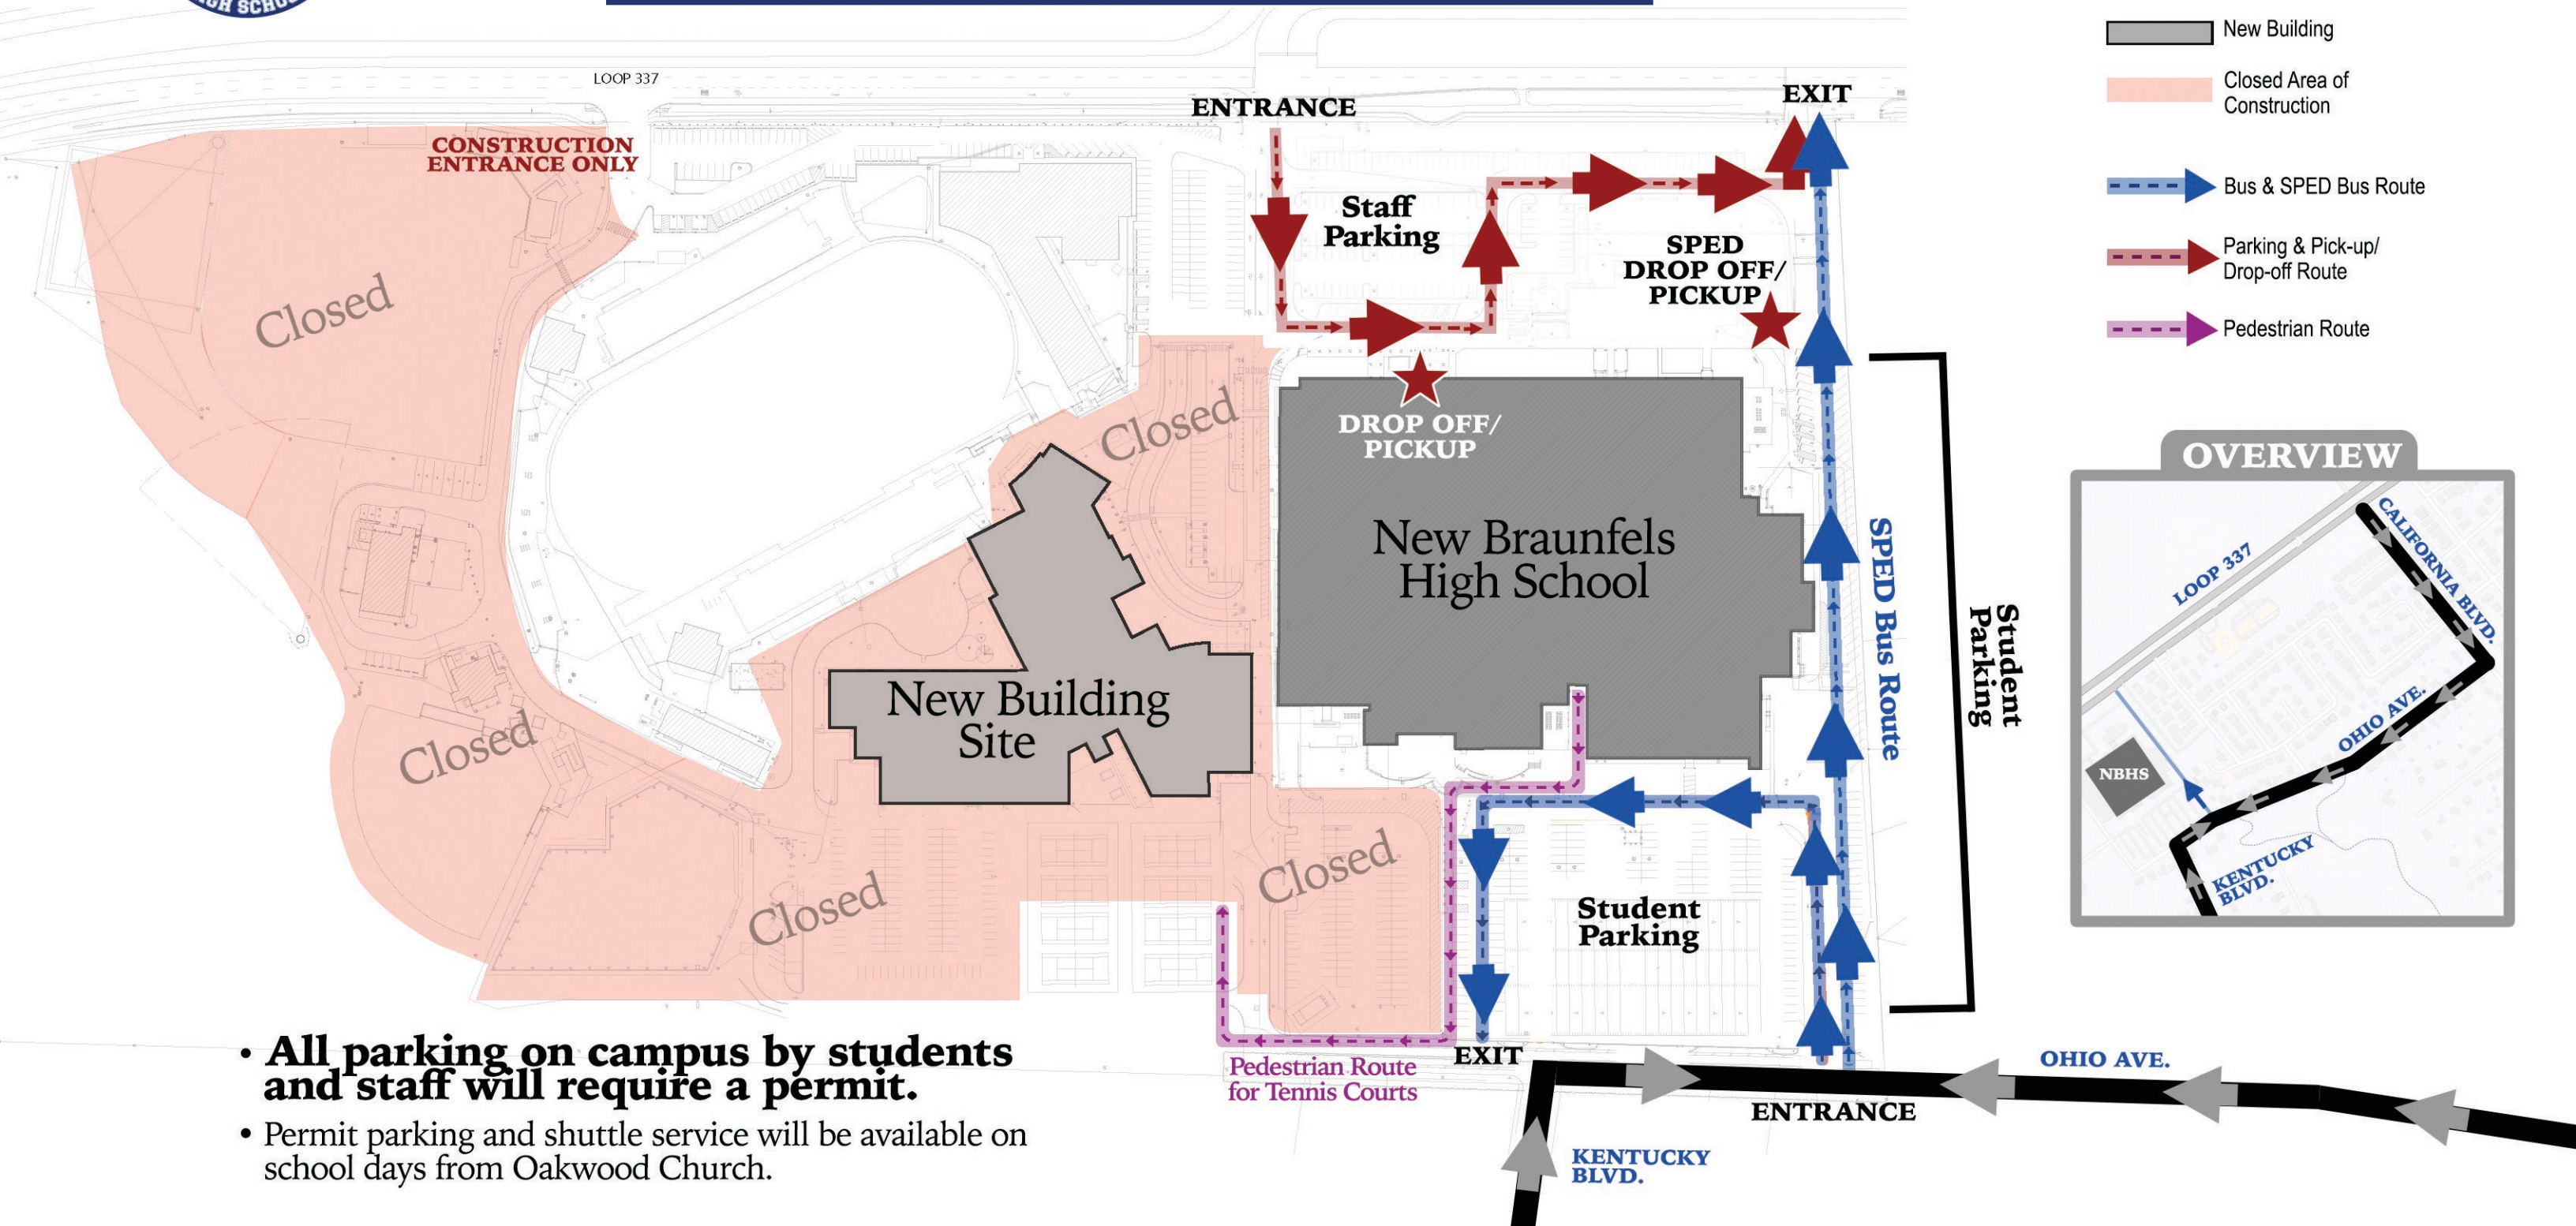 HIGH SCHOOL
LOOP 337
CONSTRUCTION
ENTRANCE ONLY
ENTRANCE
EXIT
Staff
Parking
SPED
DROP OFF/
PICKUP
DROP OFF/
PICKUP
Closed
Closed
Closed
Closed
Closed
New Braunfels
High School
New Building
Site
SPED Bus Route
Student
Parking
Student
Parking
EXIT
Pedestrian Route
for Tennis Courts
OHIO AVE.
ENTRANCE
KENTUCKY
BLVD.
• All parking on campus by students
and staff will require a permit.
• Permit parking and shuttle service will be available on
school days from Oakwood Church.
New Building
Closed Area of
Construction
Bus & SPED Bus Route
Parking & Pick-up/
Drop-off Route
Pedestrian Route
OVERVIEW
CALIFORNIA BLVD.
LOOP 337
OHIO AVE.
NBHS
KENTUCKY
BLVD.